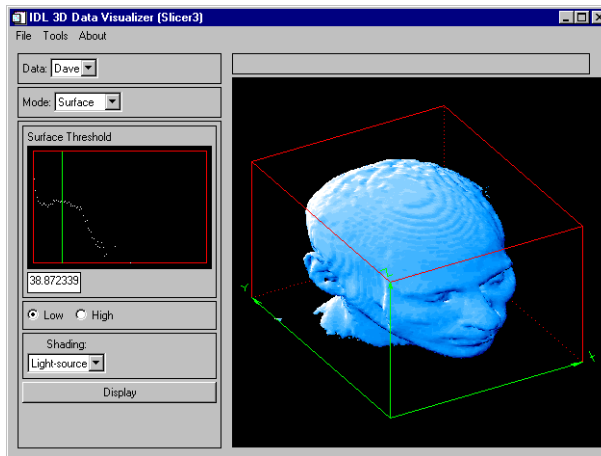 IDL 3D Data Visualizer (Slicer3)
File Tools About
Data: Dave
Mode: Surface
Surface Threshold
38.872339
Low High
Shading:
Light-source
Display
Y
X